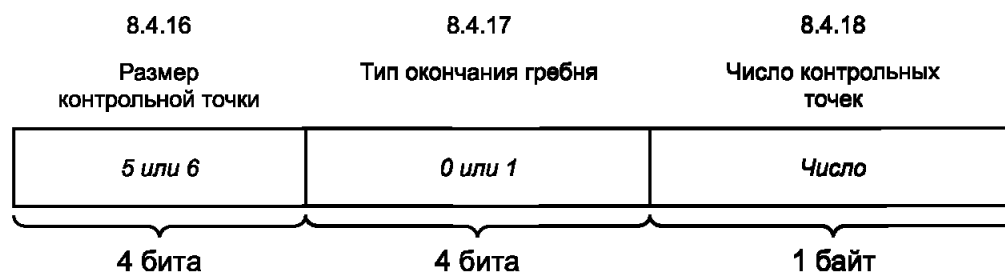 8.4.16 8.4.17 8.4.18
Размер Тип окончания гребня Число контрольных
контрольной точки точек
5 или 6 0 или 1 Число
4 бита 4 бита 1 байт